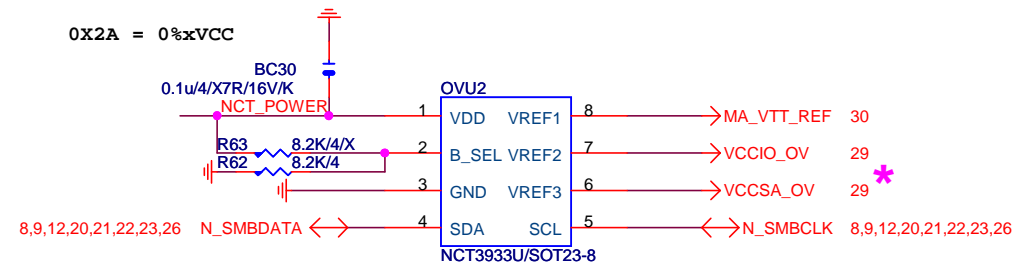 0X2A = 0%xVCC
BC30
0.1u/4/X7R/16V/K
NCT_POWER
OVU2
1 VDD VREF1 8 MA_VTT_REF 30
R63 8.2K/4/X
2 B_SEL VREF2 7 VCCIO_OV 29
R62 8.2K/4
3 GND VREF3 6 VCCSA_OV 29 *
8,9,12,20,21,22,23,26 N_SMBDATA 4 SDA SCL 5 N_SMBCLK 8,9,12,20,21,22,23,26
NCT3933U/SOT23-8